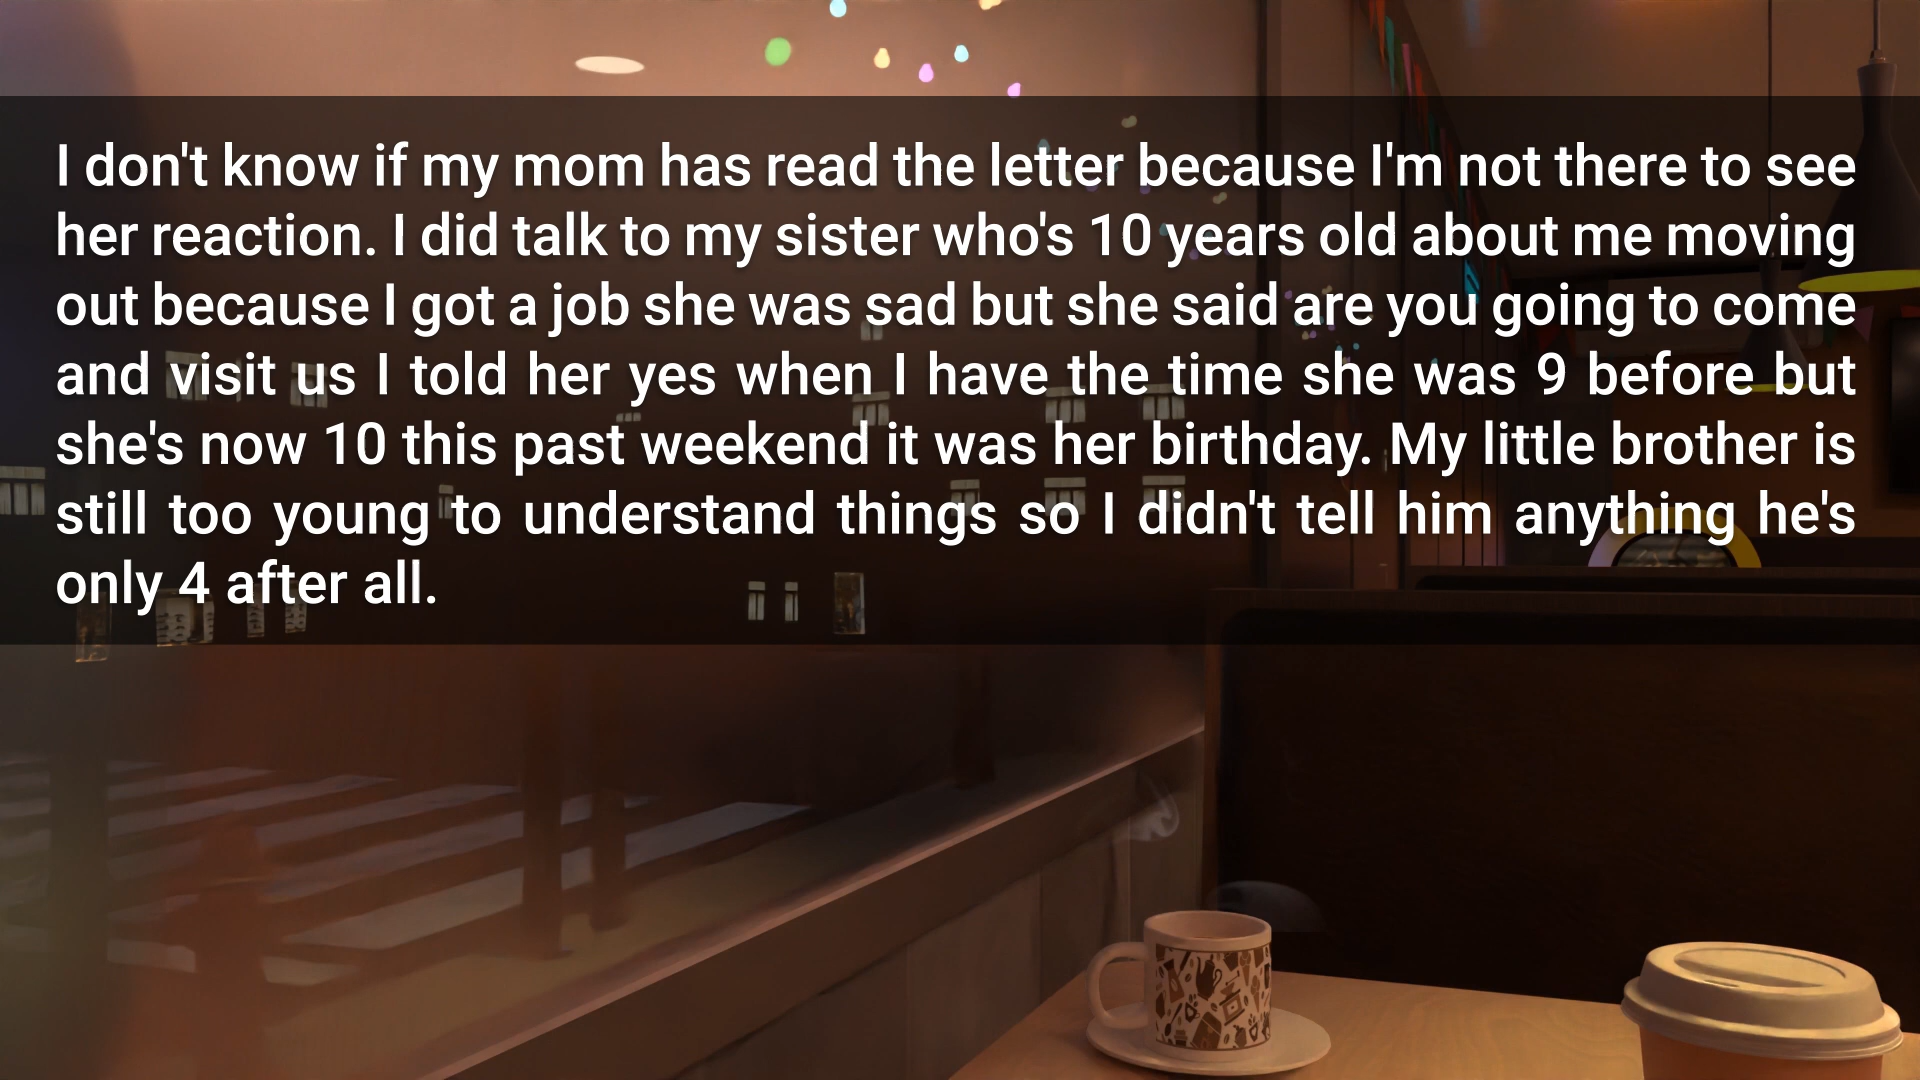 I don't know if my mom has read the letter because I'm not there to see
her reaction. I did talk to my sister who's 10 years old about me moving
out because I got a job she was sad but she said are you going to come
and visit us I told her yes when I have the time she was 9 before but
she's now 10 this past weekend it was her birthday. My little brother is
still too young to understand things so I didn't tell him anything he's
only 4 after all.